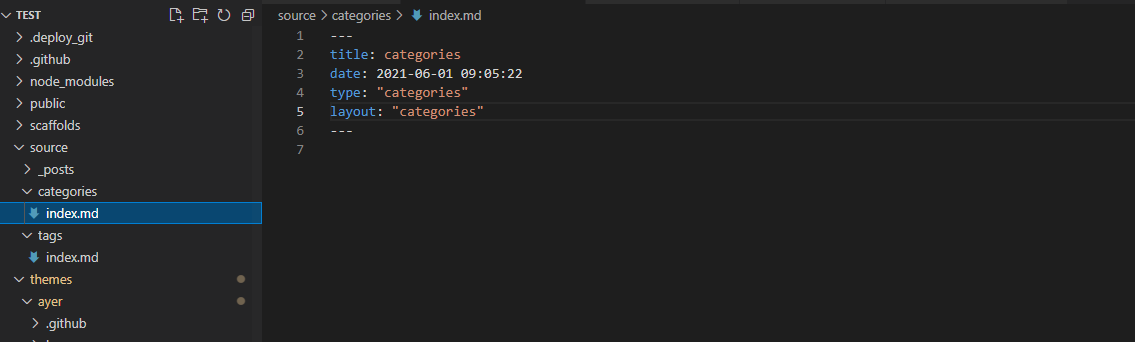 TEST
.deploy_git
.github
node_modules
public
scaffolds
source
_posts
categories
index.md
tags
index.md
themes
ayer
.github
source > categories > index.md
1 ---
2 title: categories
3 date: 2021-06-01 09:05:22
4 type: "categories"
5 layout: "categories"
6 ---
7